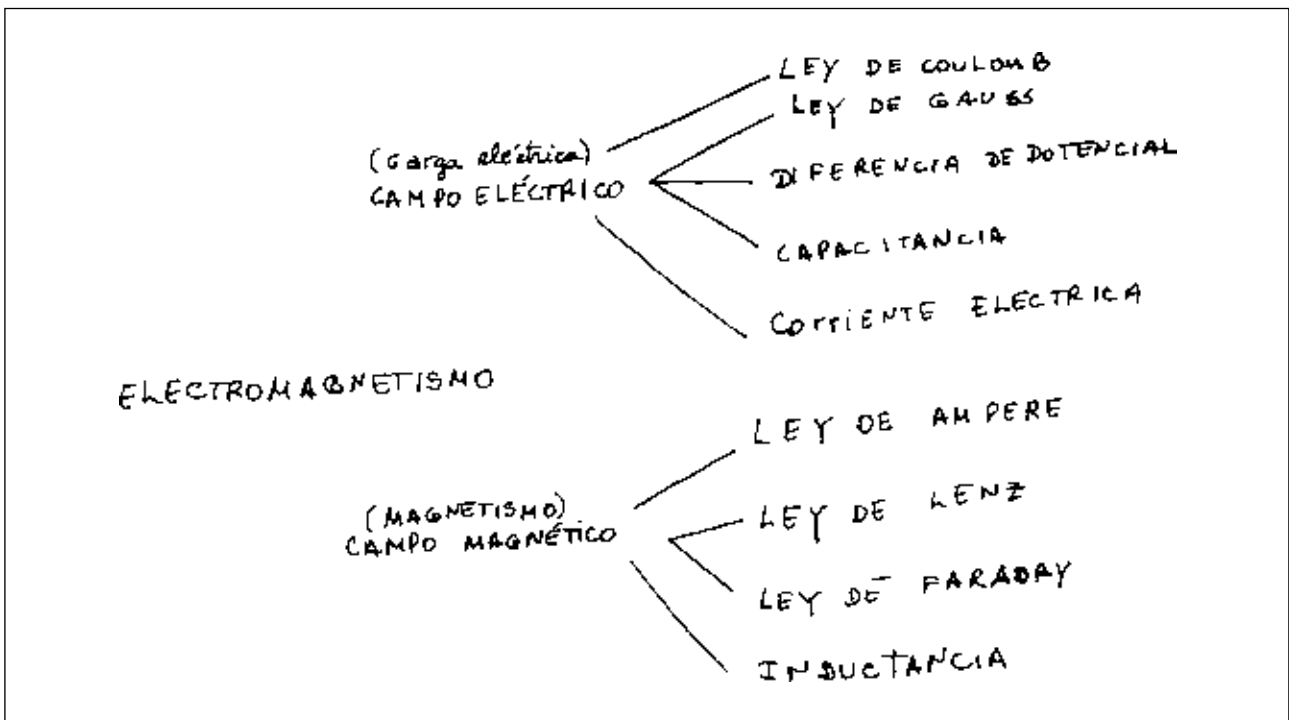 LEY DE COULOMB
LEY DE GAUSS
(Carga eléctrica)
CAMPO ELÉCTRICO
DIFERENCIA DE DOTENCIAL
CAPACITANCIA
CorriENTE ELECTRICA
ELECTROMAGNETISMO
LEY DE AMPERE
(MAGNETISMO)
CAMPO MAGNÉTICO
LEY DE LENZ
LEY DE FARADAY
INDUCTANCIA